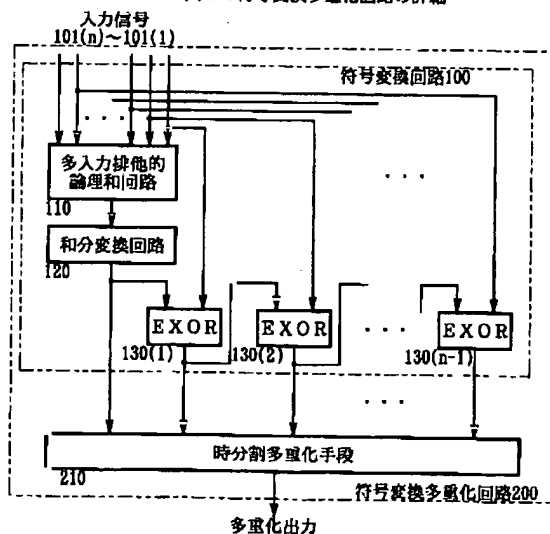 入力信号
101(n)～101(1)
符号変換回路100
・・・
多入力排他的
論理和回路
110
・・・
和分変換回路
120
EXOR
EXOR
・・・
EXOR
130(1)
130(2)
130(n-1)
・・・
時分割多重化手段
210
符号変換多重化回路200
多重化出力